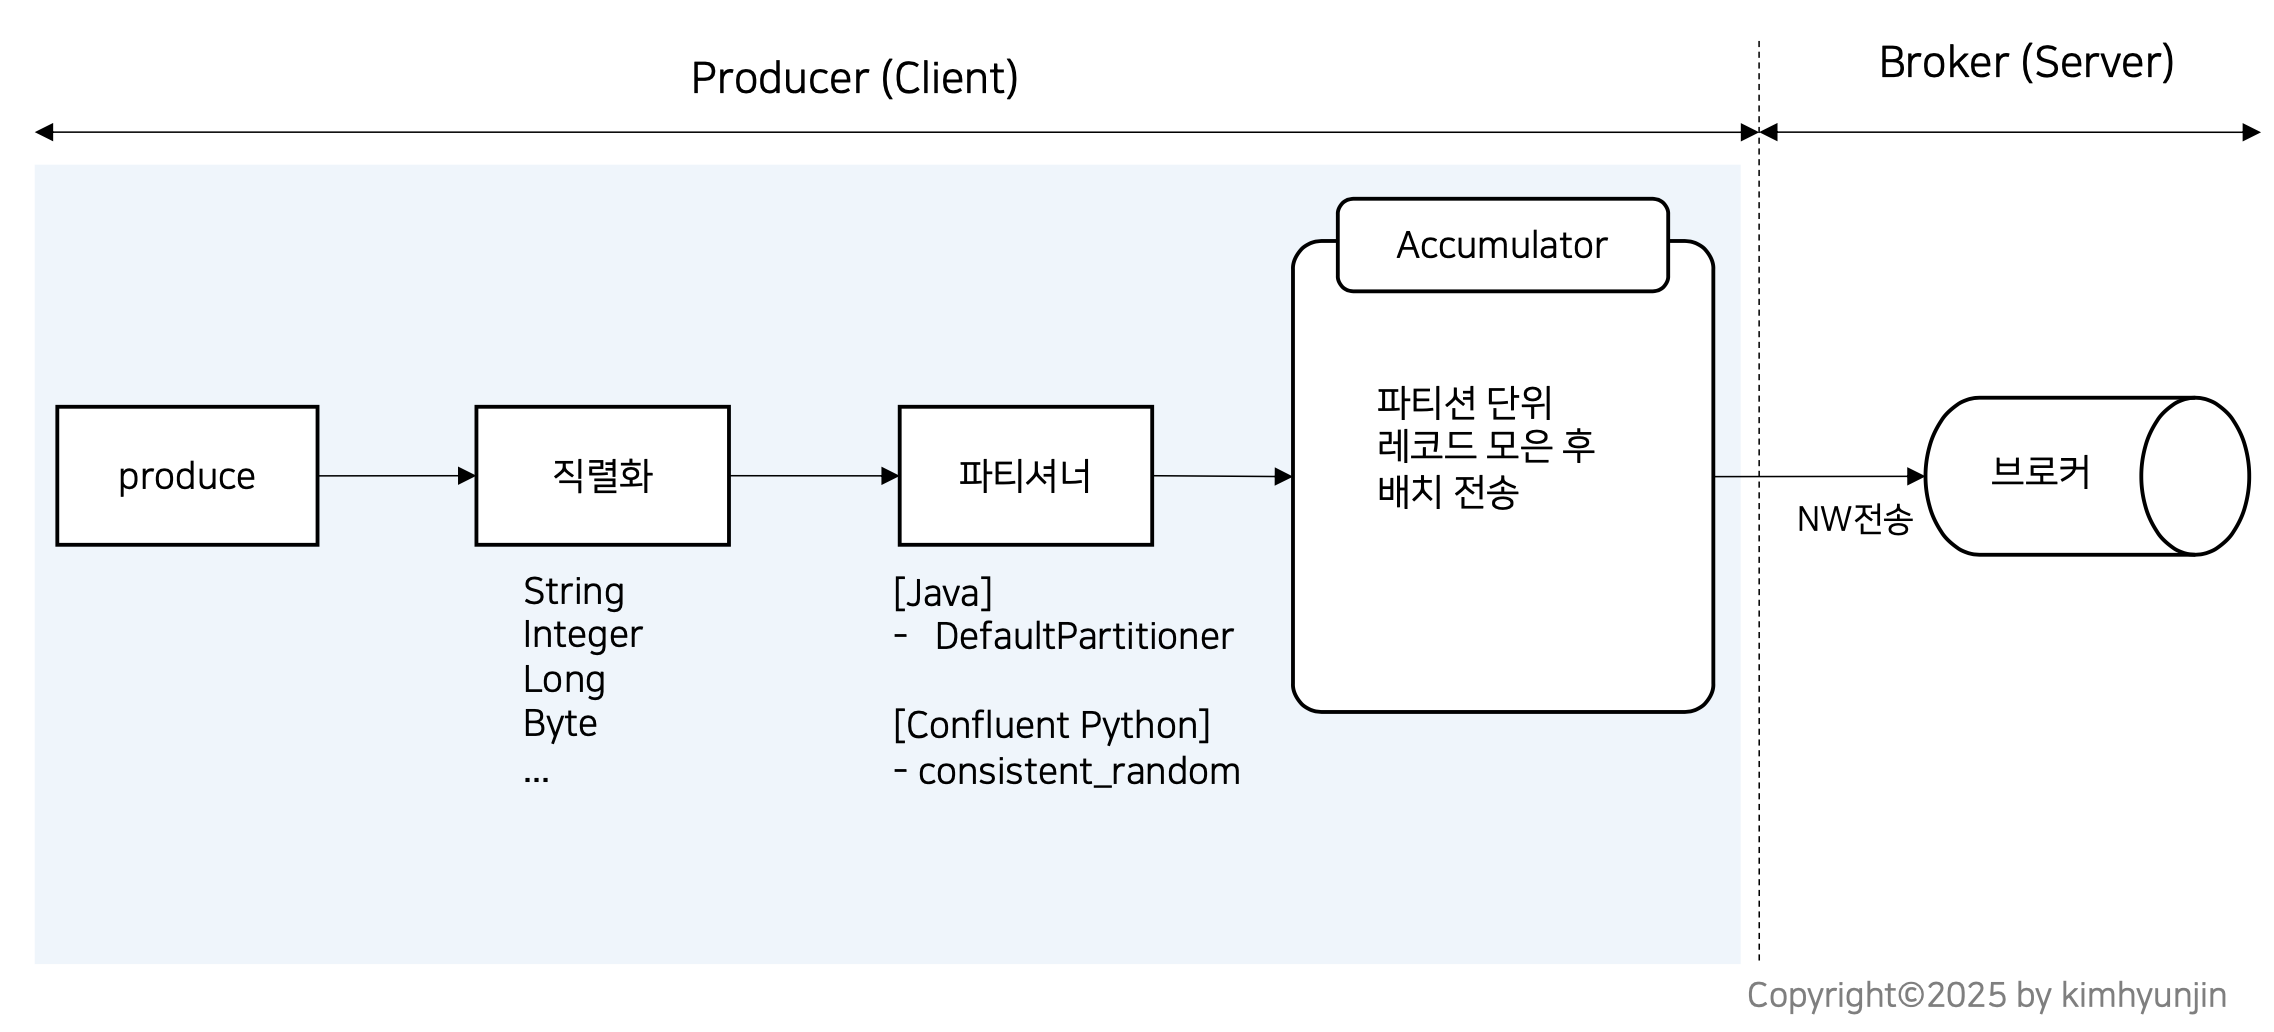 Producer (Client)
Broker (Server)
Accumulator
파티션 단위
레코드 모은 후
배치 전송
produce
직렬화
파티셔너
브로커
NW전송
String
Integer
Long
Byte
...
[Java]
- DefaultPartitioner
[Confluent Python]
- consistent_random
Copyright©2025 by kimhyunjin